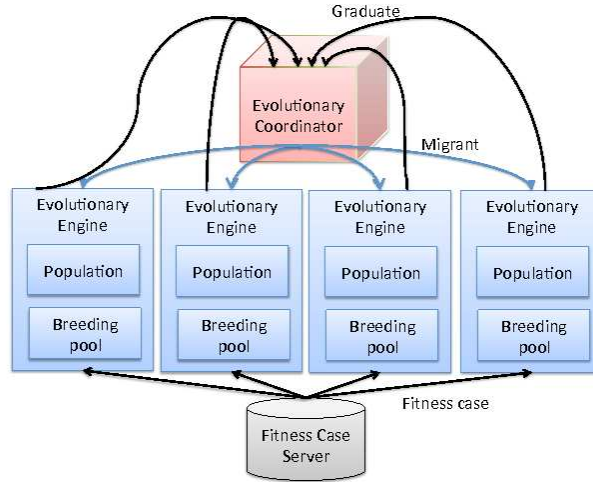 Graduate
Evolutionary
Coordinator
Migrant
Evolutionary
Engine
Population
Breeding
pool
Evolutionary
Engine
Population
Breeding
pool
Evolutionary
Engine
Population
Breeding
pool
Evolutionary
Engine
Population
Breeding
pool
Fitness case
Fitness Case
Server